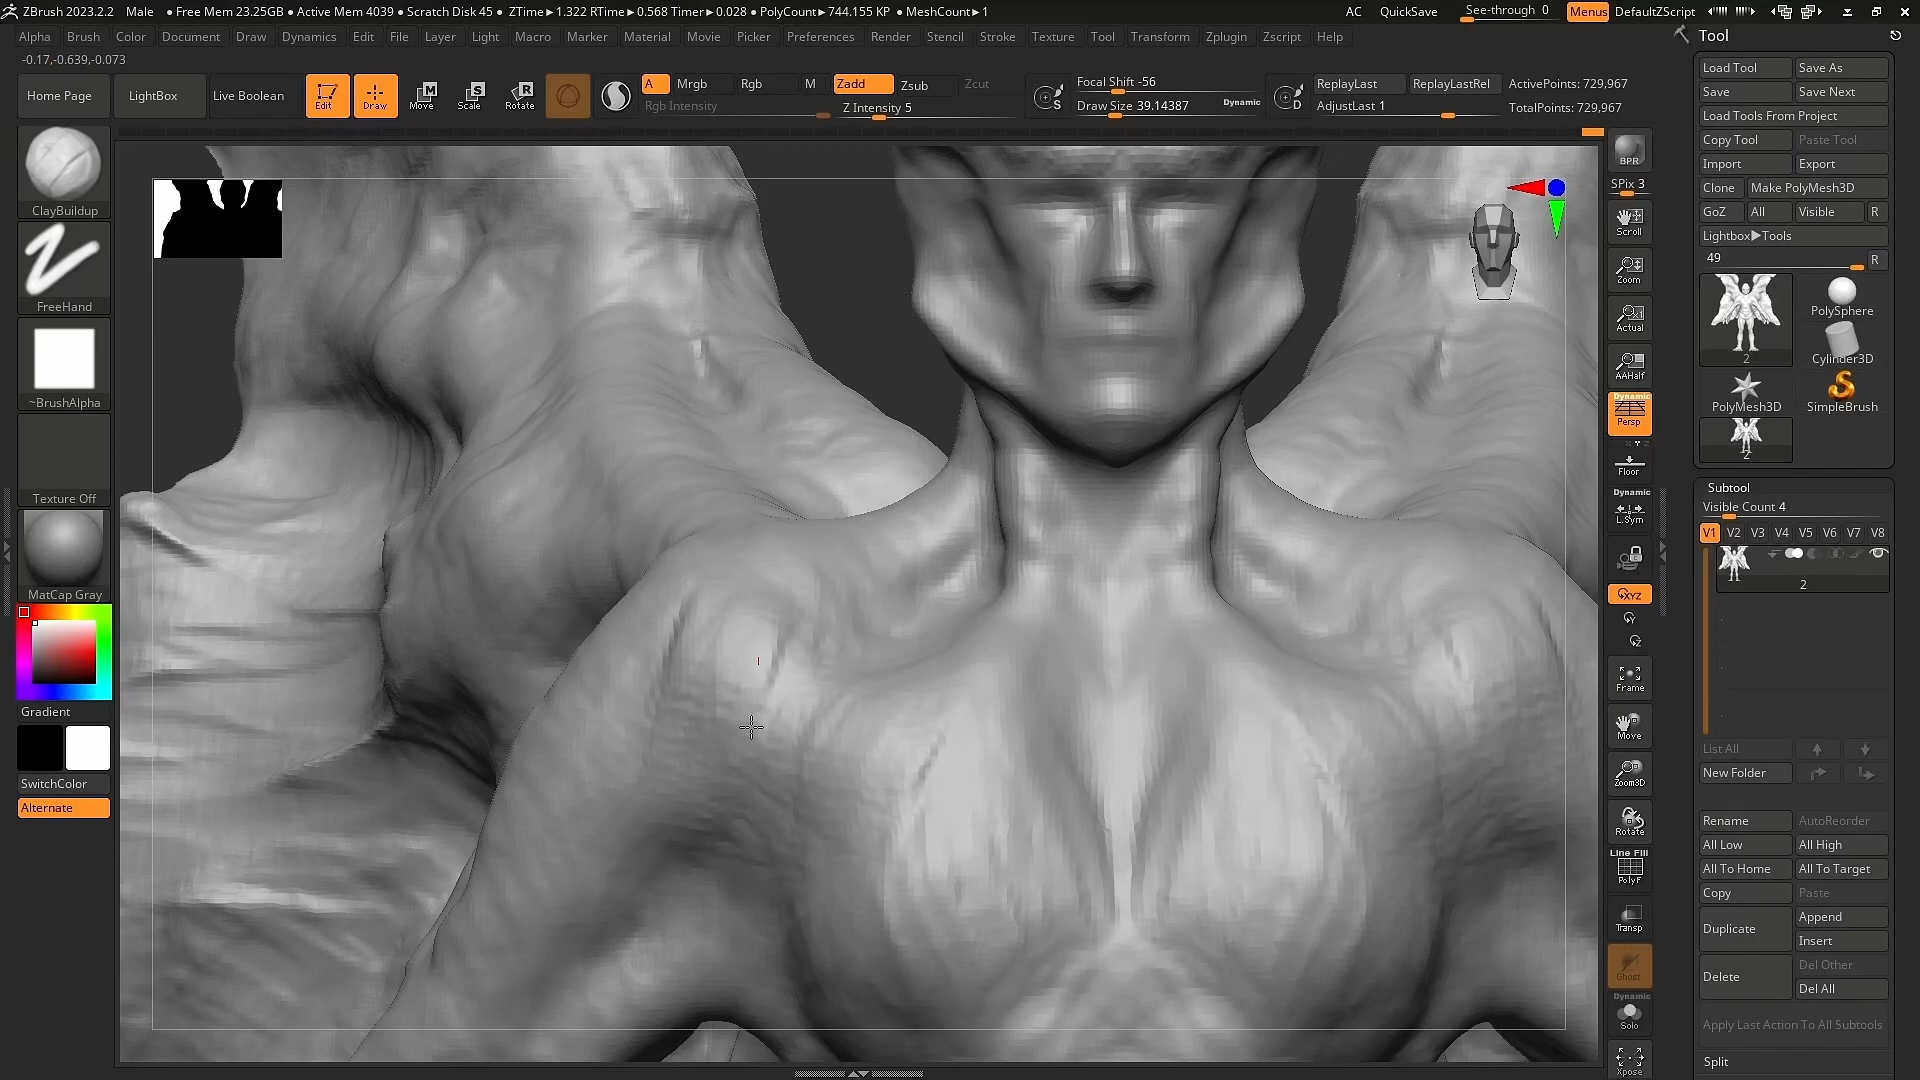 ZBrush 2023.2.2 Male • Free Mem 23.25GB • Active Mem 4039 • Scratch Disk 45 • ZTime▸1.322 RTime▸0.568 Timer▸0.028 • PolyCount▸744.155 KP • MeshCount▸1 AC QuickSave See-through 0 Menus DefaultZScript
Alpha Brush Color Document Draw Dynamics Edit File Layer Light Macro Marker Material Movie Picker Preferences Render Stencil Stroke Texture Tool Transform Zplugin Zscript Help
-0.17,-0.639,-0.073
Home Page LightBox Live Boolean Edit Draw Move Scale Rotate
A Mrgb Rgb M Zadd Zsub Zcut
Rgb Intensity Z Intensity 5
Focal Shift -56
Draw Size 39.14387 Dynamic
ReplayLast ReplayLastRel ActivePoints: 729,967
AdjustLast 1 TotalPoints: 729,967
ClayBuildup
FreeHand
~BrushAlpha
Texture Off
MatCap Gray
Gradient
SwitchColor
Alternate
BPR
SPix 3
Scroll
Zoom
Actual
AAHalf
Dynamic
Persp
Floor
Dynamic
L.Sym
XYZ
Y
Z
Frame
Move
Zoom3D
Rotate
Line Fill
PolyF
Transp
Ghost
Dynamic
Solo
Xpose
Tool
Load Tool Save As
Save Save Next
Load Tools From Project
Copy Tool Paste Tool
Import Export
Clone Make PolyMesh3D
GoZ All Visible R
Lightbox▸Tools
49 R
PolySphere
2 Cylinder3D
PolyMesh3D SimpleBrush
2
Subtool
Visible Count 4
V1 V2 V3 V4 V5 V6 V7 V8
2
List All
New Folder
Rename AutoReorder
All Low All High
All To Home All To Target
Copy Paste
Duplicate Append
Insert
Delete Del Other
Del All
Apply Last Action To All Subtools
Split